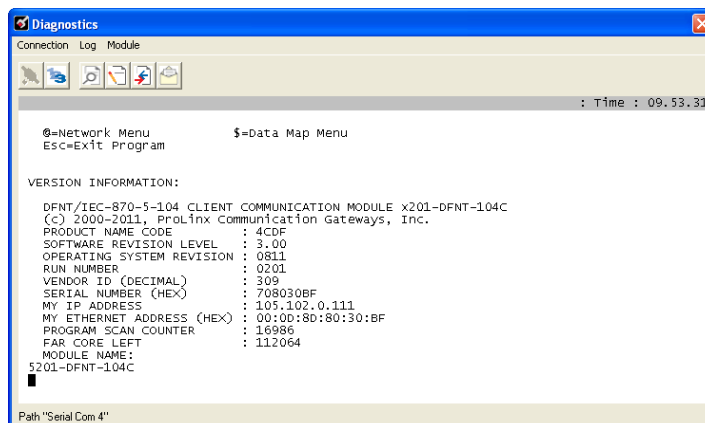 Diagnostics
Connection Log Module
: Time : 09.53.31
@=Network Menu $=Data Map Menu
Esc=Exit Program
VERSION INFORMATION:
DFNT/IEC-870-5-104 CLIENT COMMUNICATION MODULE x201-DFNT-104C
(c) 2000-2011, ProLinx Communication Gateways, Inc.
PRODUCT NAME CODE : 4CDF
SOFTWARE REVISION LEVEL : 3.00
OPERATING SYSTEM REVISION : 0811
RUN NUMBER : 0201
VENDOR ID (DECIMAL) : 309
SERIAL NUMBER (HEX) : 708030BF
MY IP ADDRESS : 105.102.0.111
MY ETHERNET ADDRESS (HEX) : 00:0D:8D:80:30:BF
PROGRAM SCAN COUNTER : 16986
FAR CORE LEFT : 112064
MODULE NAME:
5201-DFNT-104C
Path "Serial Com 4"